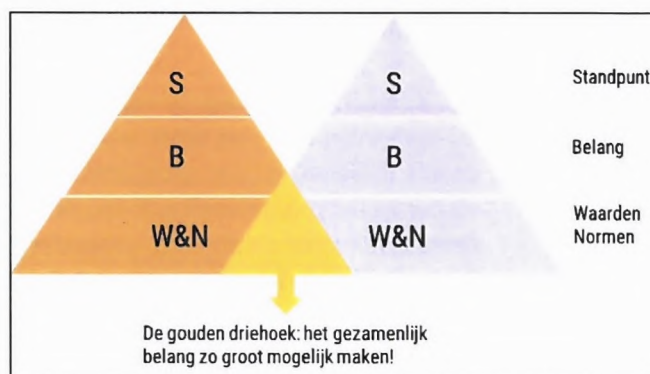 S
S
Standpunt
B
B
Belang
W&N
W&N
Waarden
Normen
De gouden driehoek: het gezamenlijk
belang zo groot mogelijk maken!